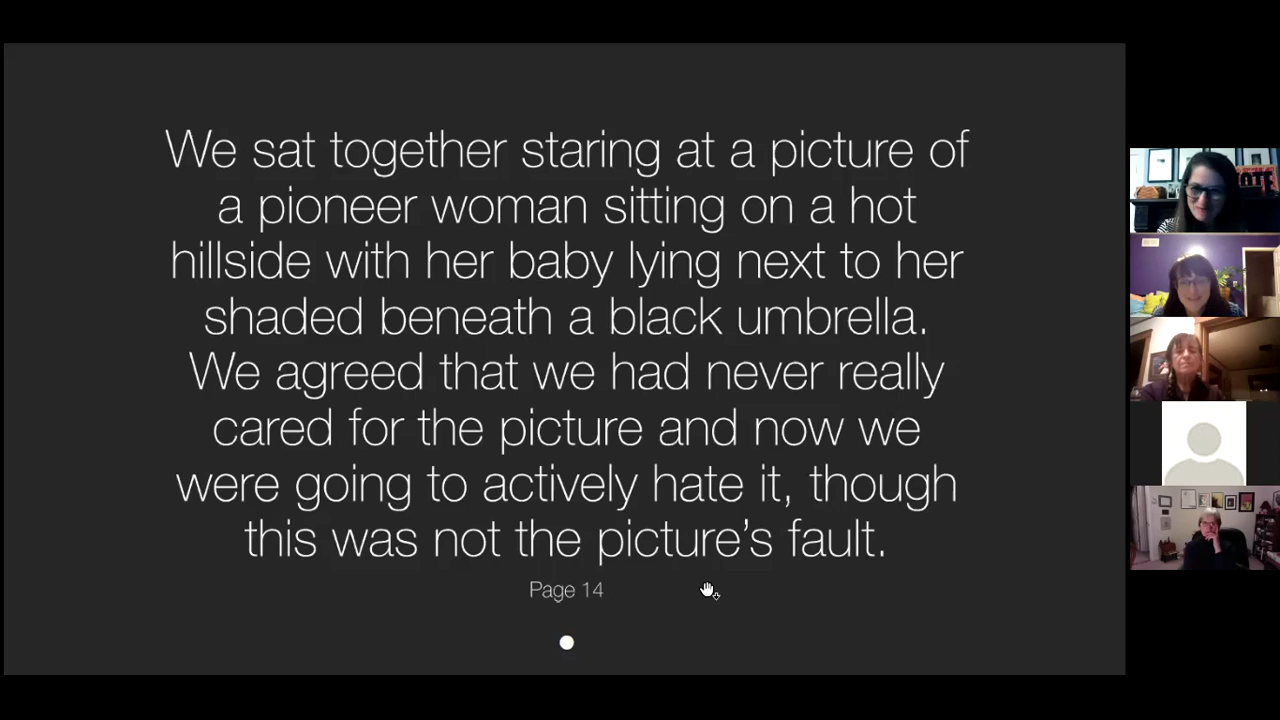 We sat together staring at a picture of
a pioneer woman sitting on a hot
hillside with her baby lying next to her
shaded beneath a black umbrella.
We agreed that we had never really
cared for the picture and now we
were going to actively hate it, though
this was not the picture’s fault.
Page 14